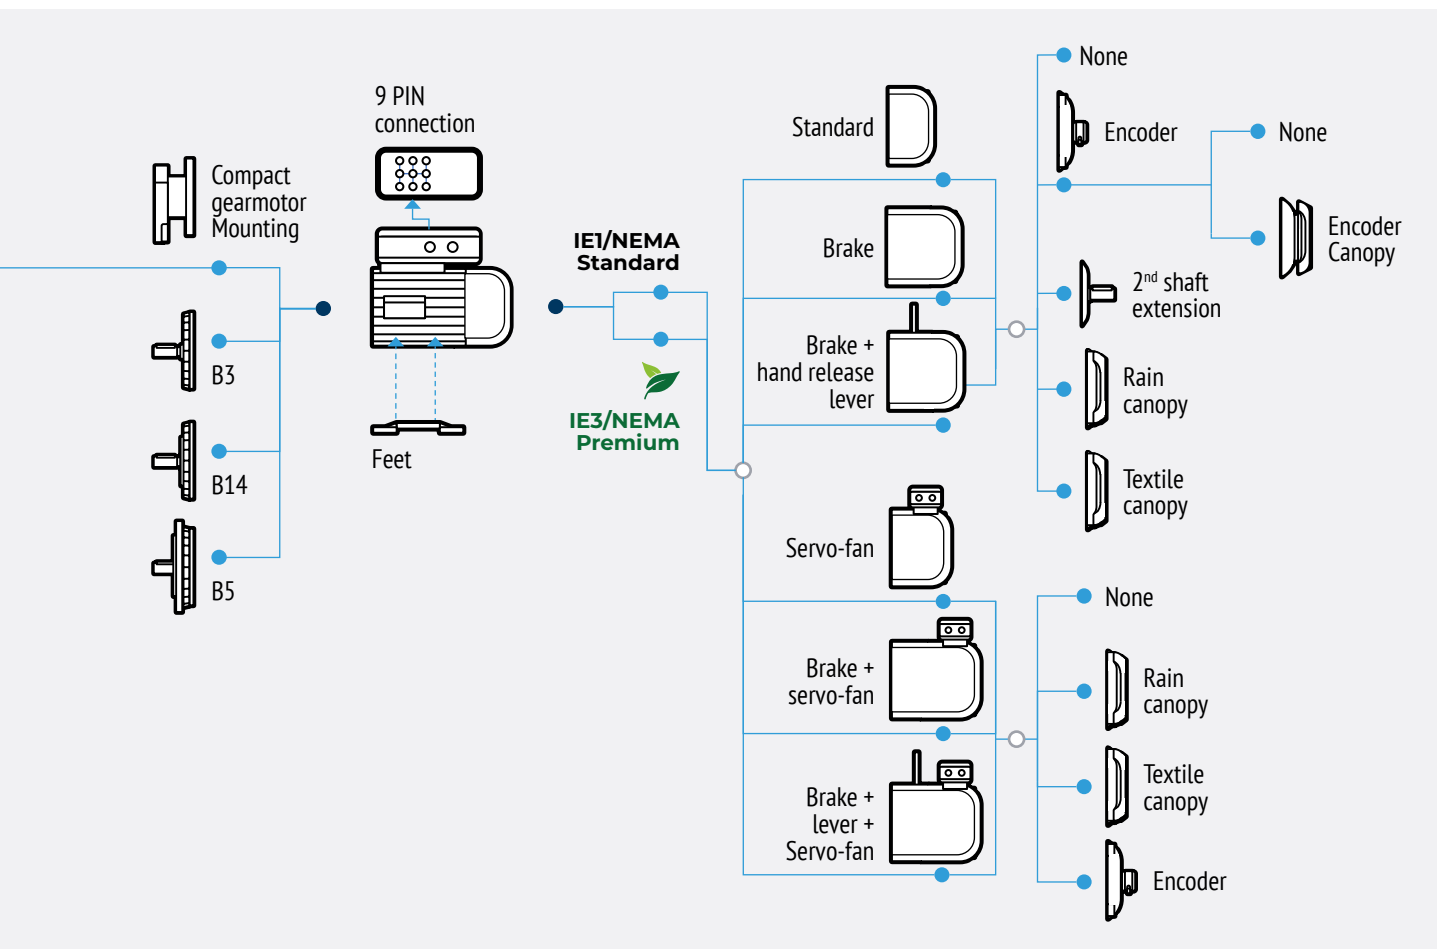 9 PIN
connection
Compact
gearmotor
Mounting
B3
B14
B5
Feet
IE1/NEMA
Standard
IE3/NEMA
Premium
Standard
Brake
Brake +
hand release
lever
Servo-fan
Brake +
servo-fan
Brake +
lever +
Servo-fan
None
Encoder
None
Encoder
Canopy
2nd shaft
extension
Rain
canopy
Textile
canopy
None
Rain
canopy
Textile
canopy
Encoder